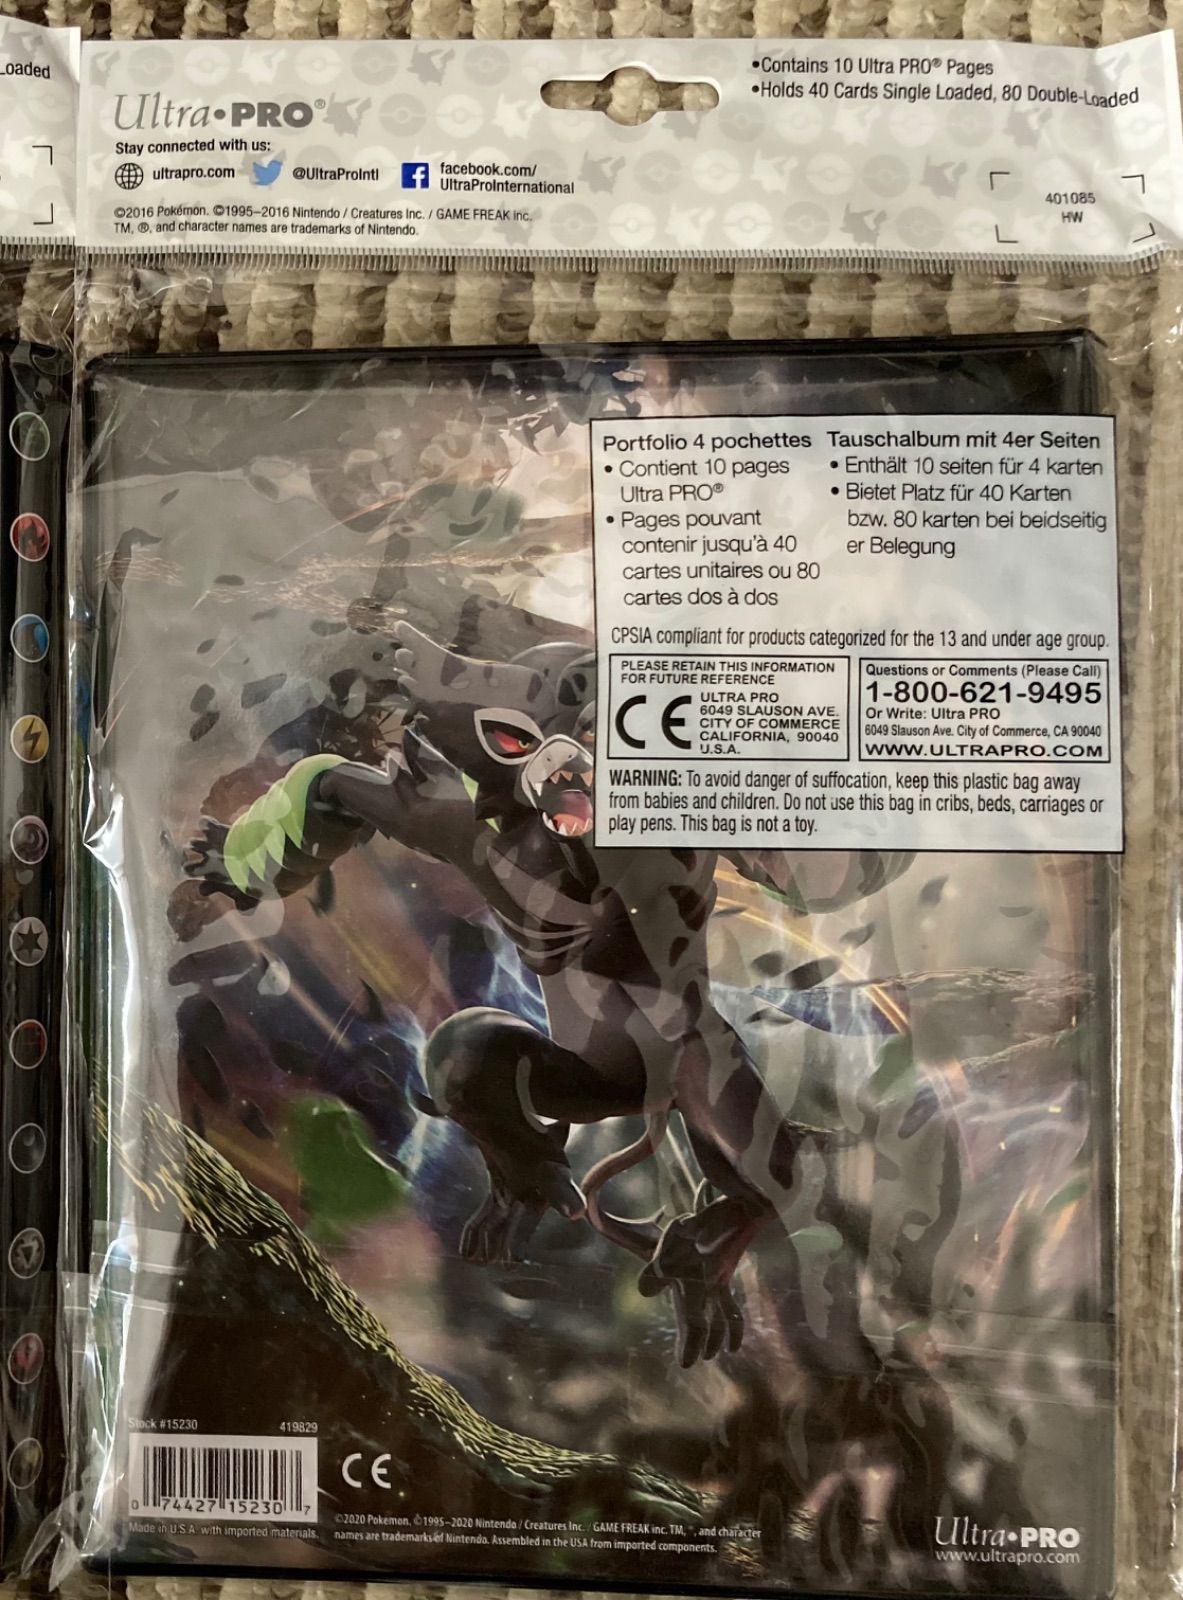 Loaded
Ultra•PRO®
Stay connected with us:
ultrapro.com
@UltraProIntl
facebook.com/
UltraProInternational
©2016 Pokémon. ©1995–2016 Nintendo / Creatures Inc. / GAME FREAK inc.
TM, ®, and character names are trademarks of Nintendo.
•Contains 10 Ultra PRO® Pages
•Holds 40 Cards Single Loaded, 80 Double-Loaded
401085
HW
Portfolio 4 pochettes
• Contient 10 pages
Ultra PRO®
• Pages pouvant
contenir jusqu'à 40
cartes unitaires ou 80
cartes dos à dos
Tauschalbum mit 4er Seiten
• Enthält 10 seiten für 4 karten
• Bietet Platz für 40 Karten
bzw. 80 karten bei beidseitig
er Belegung
CPSIA compliant for products categorized for the 13 and under age group.
PLEASE RETAIN THIS INFORMATION
FOR FUTURE REFERENCE
CE
ULTRA PRO
6049 SLAUSON AVE.
CITY OF COMMERCE
CALIFORNIA, 90040
U.S.A.
Questions or Comments (Please Call)
1-800-621-9495
Or Write: Ultra PRO
6049 Slauson Ave. City of Commerce, CA 90040
WWW.ULTRAPRO.COM
WARNING: To avoid danger of suffocation, keep this plastic bag away
from babies and children. Do not use this bag in cribs, beds, carriages or
play pens. This bag is not a toy.
Stock #15230
419829
0 74427 15230 7
Made in U.S.A. with imported materials.
CE
©2020 Pokémon. ©1995–2020 Nintendo / Creatures Inc. / GAME FREAK inc. TM, ®, and character
names are trademarks of Nintendo. Assembled in the USA from imported components.
Ultra•PRO
www.ultrapro.com